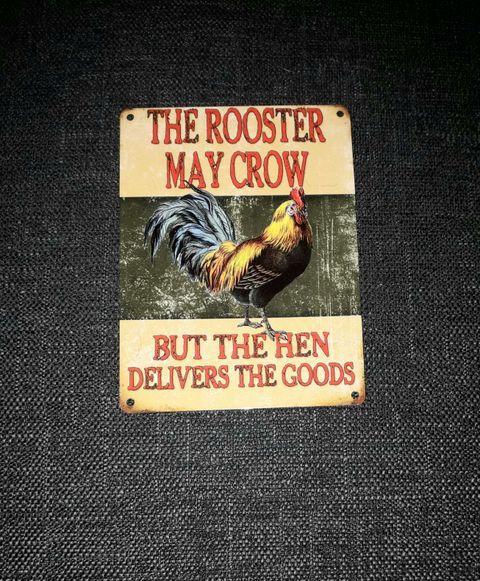 THE ROOSTER
MAY CROW
BUT THE HEN
DELIVERS THE GOODS